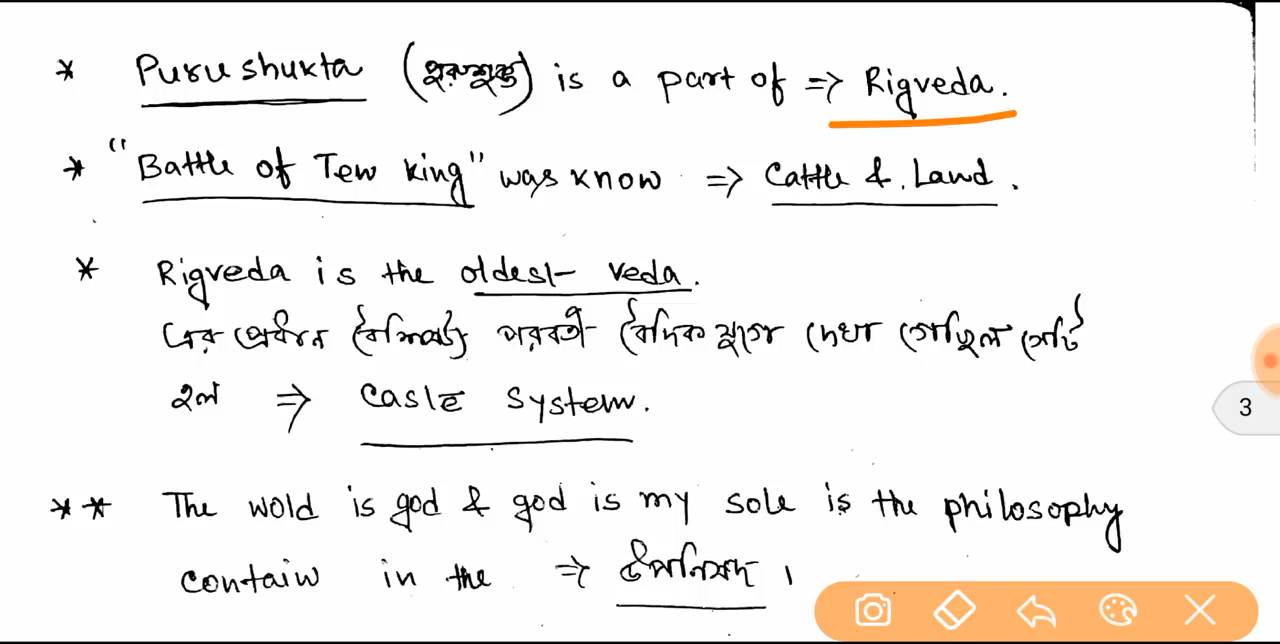 * Purushukta (পুরুশুক্ত) is a part of => Rigveda.
* "Battle of Tew king" was know => Cattle & Land.
* Rigveda is the oldest veda.
যে প্রধান বৈশিষ্ট্য পরবর্তী বৈদিক যুগে দেখা গেছিল সেটি
হল => Casle System.
** The wold is god & god is my sole is the philosophy
contain in the => উপনিষদ ।
3